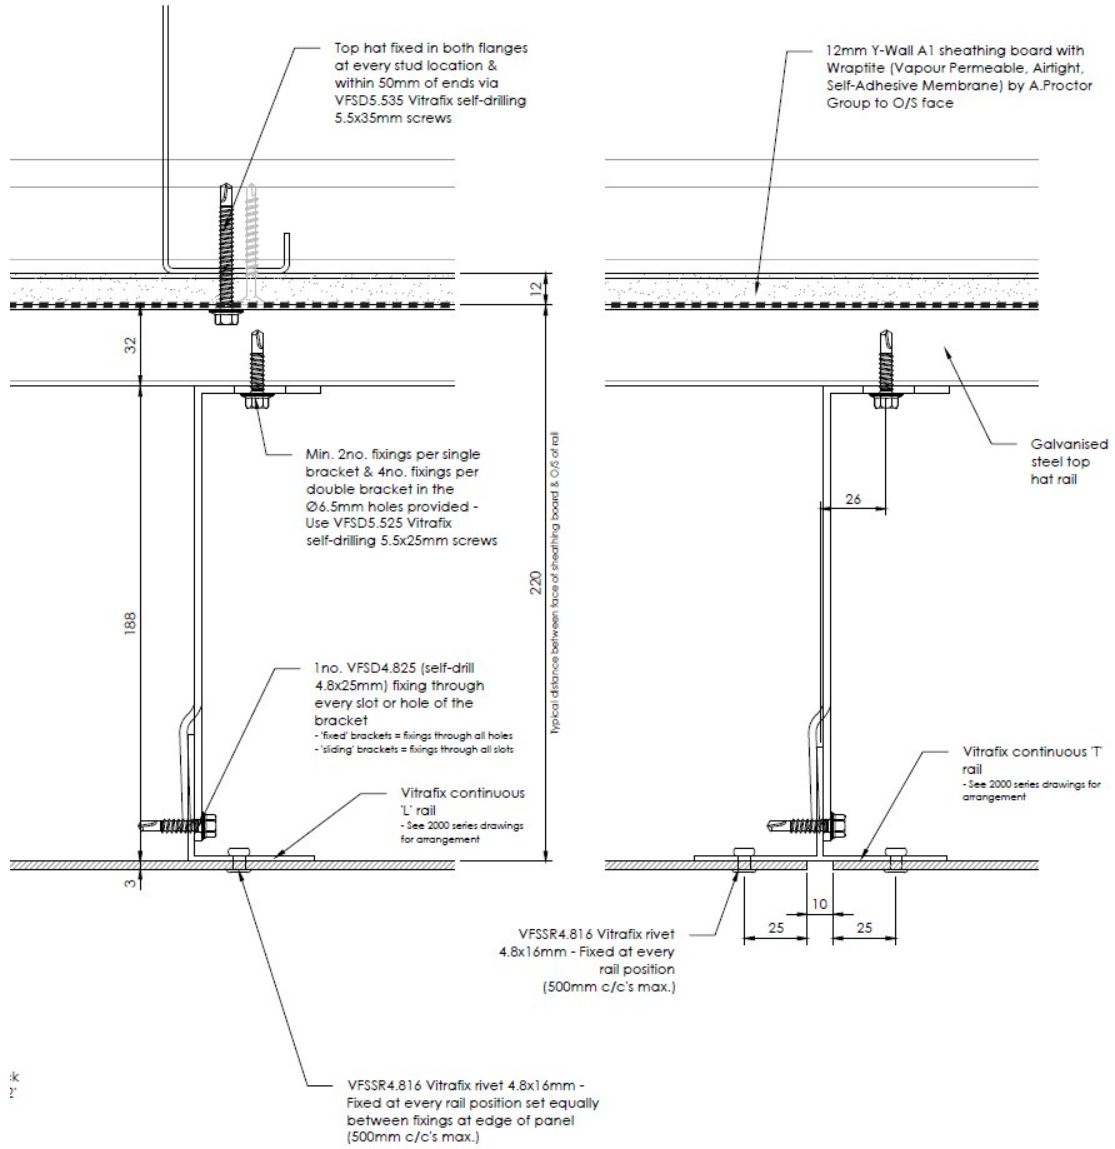 Top hat fixed in both flanges
at every stud location &
within 50mm of ends via
VFSD5.535 Vitrafix self-drilling
5.5x35mm screws
12mm Y-Wall A1 sheathing board with
Wraptite (Vapour Permeable, Airtight,
Self-Adhesive Membrane) by A.Proctor
Group to O/S face
12
32
Min. 2no. fixings per single
bracket & 4no. fixings per
double bracket in the
Ø6.5mm holes provided -
Use VFSD5.525 Vitrafix
self-drilling 5.5x25mm screws
Galvanised
steel top
hat rail
26
220
Typical distance between face of sheathing board & O/S of rail
188
1no. VFSD4.825 (self-drill
4.8x25mm) fixing through
every slot or hole of the
bracket
- 'fixed' brackets = fixings through all holes
- 'sliding' brackets = fixings through all slots
Vitrafix continuous
'L' rail
- See 2000 series drawings
for arrangement
Vitrafix continuous 'T'
rail
- See 2000 series drawings for
arrangement
3
10
25
25
VFSSR4.816 Vitrafix rivet
4.8x16mm - Fixed at every
rail position
(500mm c/c's max.)
VFSSR4.816 Vitrafix rivet 4.8x16mm -
Fixed at every rail position set equally
between fixings at edge of panel
(500mm c/c's max.)